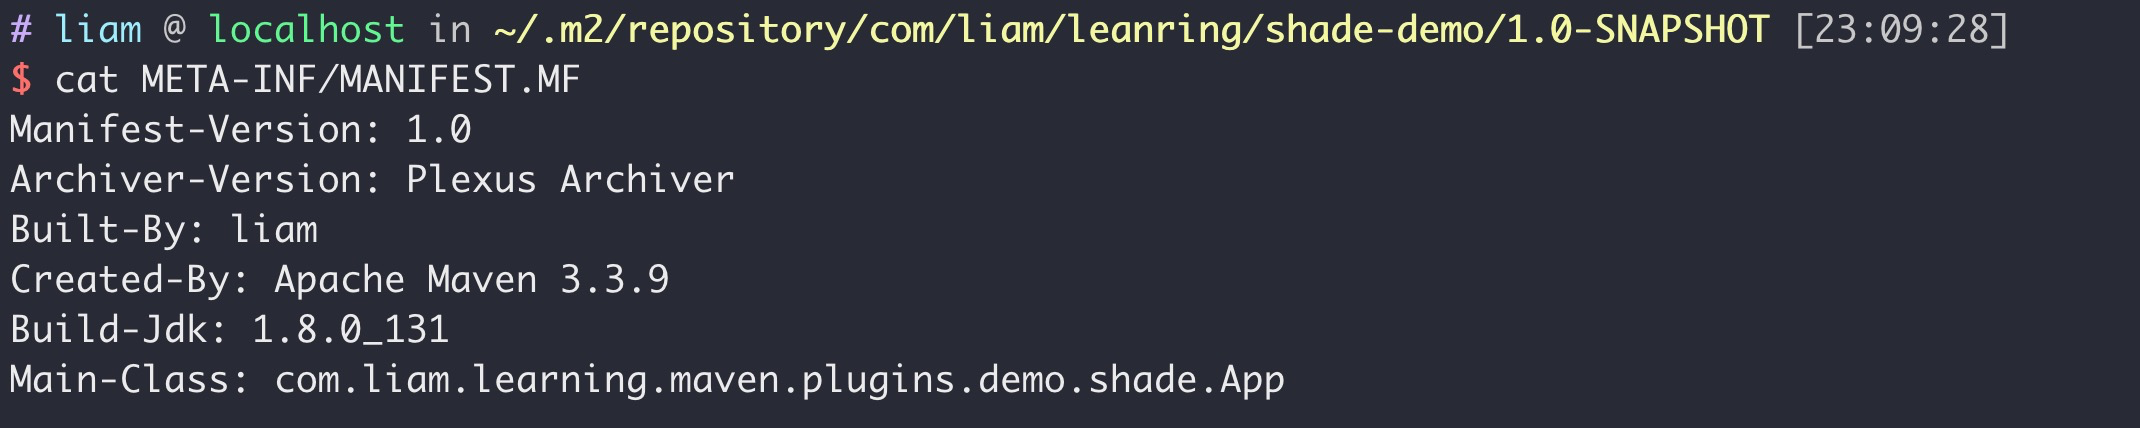 # liam @ localhost in ~/.m2/repository/com/liam/leanring/shade-demo/1.0-SNAPSHOT [23:09:28]
$ cat META-INF/MANIFEST.MF
Manifest-Version: 1.0
Archiver-Version: Plexus Archiver
Built-By: liam
Created-By: Apache Maven 3.3.9
Build-Jdk: 1.8.0_131
Main-Class: com.liam.learning.maven.plugins.demo.shade.App